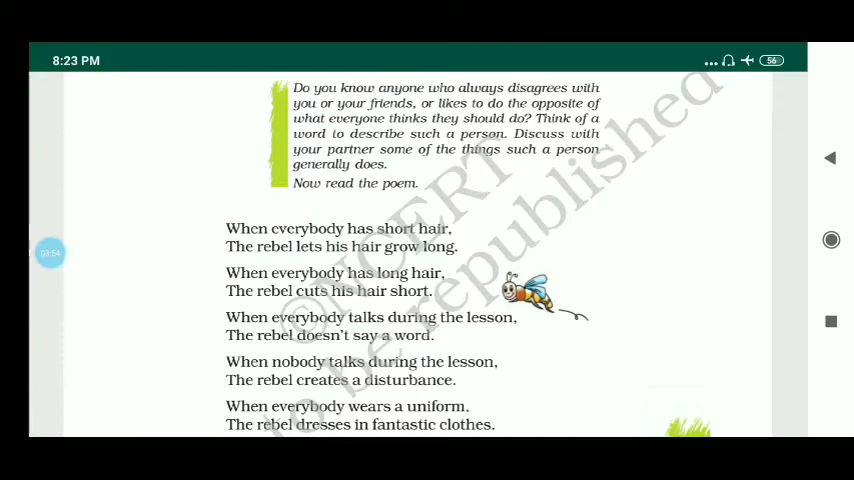 8:23 PM
56
Do you know anyone who always disagrees with
you or your friends, or likes to do the opposite of
what everyone thinks they should do? Think of a
word to describe such a person. Discuss with
your partner some of the things such a person
generally does.
Now read the poem.
When everybody has short hair,
The rebel lets his hair grow long.
When everybody has long hair,
The rebel cuts his hair short.
03:54
When everybody talks during the lesson,
The rebel doesn't say a word.
When nobody talks during the lesson,
The rebel creates a disturbance.
When everybody wears a uniform,
The rebel dresses in fantastic clothes.
©NCERT
to be republished